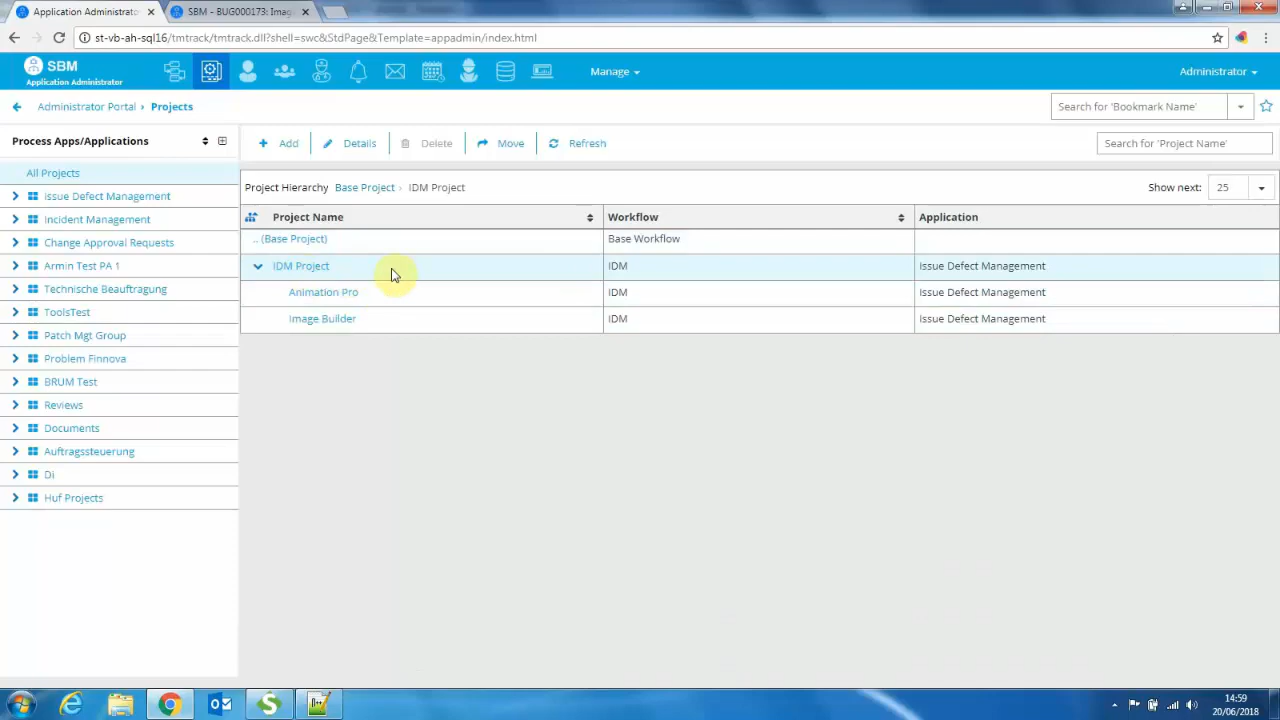 Application Administrato
SBM - BUG000173: Imag
st-vb-ah-sql16/tmtrack/tmtrack.dll?shell=swc&StdPage&Template=appadmin/index.html
SBM
Application Administrator
Manage
Administrator
Administrator Portal › Projects
Search for 'Bookmark Name'
Process Apps/Applications
Add
Details
Delete
Move
Refresh
Search for 'Project Name'
All Projects
Issue Defect Management
Incident Management
Change Approval Requests
Armin Test PA 1
Technische Beauftragung
ToolsTest
Patch Mgt Group
Problem Finnova
BRUM Test
Reviews
Documents
Auftragssteuerung
Di
Huf Projects
Project Hierarchy Base Project › IDM Project
Show next: 25
Project Name Workflow Application
.. (Base Project) Base Workflow
IDM Project IDM Issue Defect Management
Animation Pro IDM Issue Defect Management
Image Builder IDM Issue Defect Management
14:59
20/06/2018